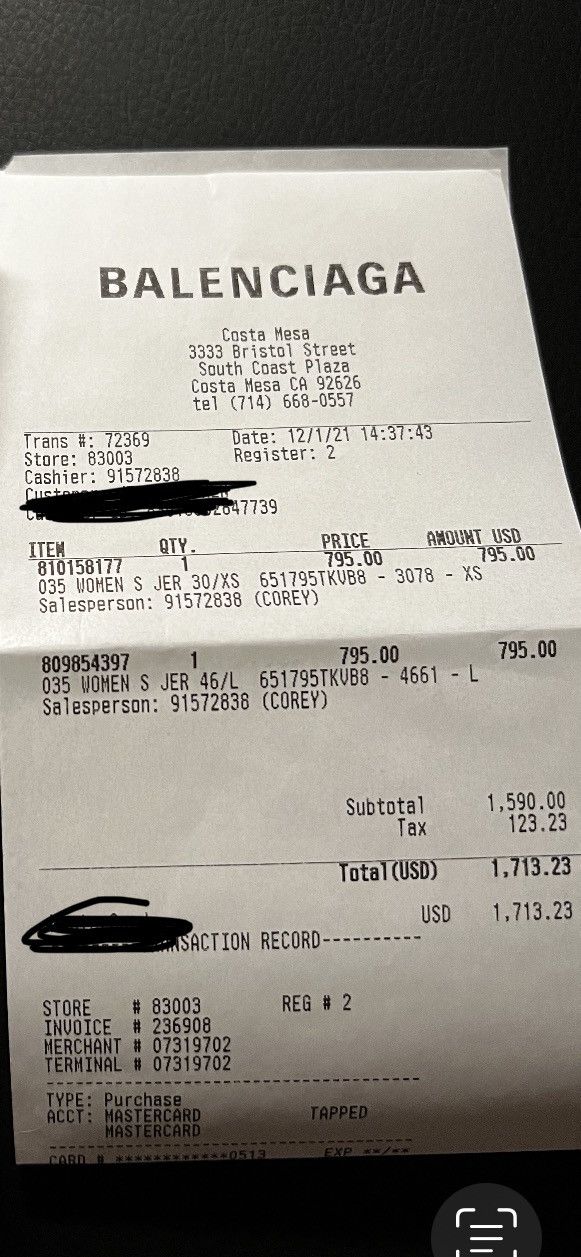 BALENCIAGA
Costa Mesa
3333 Bristol Street
South Coast Plaza
Costa Mesa CA 92626
tel (714) 668-0557
Trans #: 72369 Date: 12/1/21 14:37:43
Store: 83003 Register: 2
Cashier: 91572838
2647739
ITEM QTY. PRICE AMOUNT USD
810158177 1 795.00 795.00
035 WOMEN S JER 30/XS 651795TKVB8 - 3078 - XS
Salesperson: 91572838 (COREY)
809854397 1 795.00 795.00
035 WOMEN S JER 46/L 651795TKVB8 - 4661 - L
Salesperson: 91572838 (COREY)
Subtotal 1,590.00
Tax 123.23
Total(USD) 1,713.23
USD 1,713.23
NSACTION RECORD----------
STORE # 83003 REG # 2
INVOICE # 236908
MERCHANT # 07319702
TERMINAL # 07319702
TYPE: Purchase
ACCT: MASTERCARD TAPPED
MASTERCARD
CARD # ************0513 EXP **/**